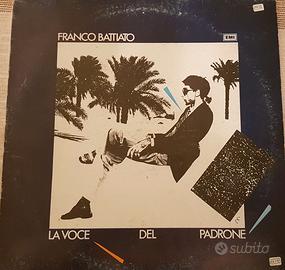 FRANCO BATTIATO
EMI
LA VOCE DEL PADRONE
subito